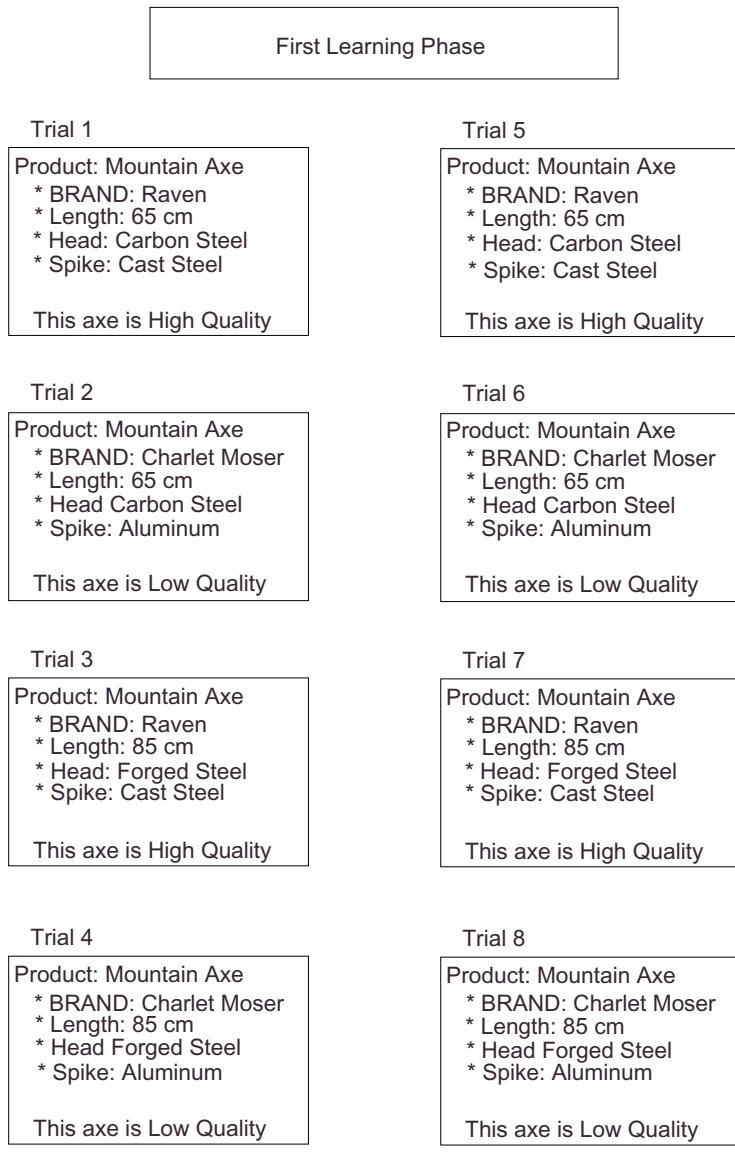 First Learning Phase
Trial 1
Product: Mountain Axe
* BRAND: Raven
* Length: 65 cm
* Head: Carbon Steel
* Spike: Cast Steel
This axe is High Quality
Trial 2
Product: Mountain Axe
* BRAND: Charlet Moser
* Length: 65 cm
* Head Carbon Steel
* Spike: Aluminum
This axe is Low Quality
Trial 3
Product: Mountain Axe
* BRAND: Raven
* Length: 85 cm
* Head: Forged Steel
* Spike: Cast Steel
This axe is High Quality
Trial 4
Product: Mountain Axe
* BRAND: Charlet Moser
* Length: 85 cm
* Head Forged Steel
* Spike: Aluminum
This axe is Low Quality
Trial 5
Product: Mountain Axe
* BRAND: Raven
* Length: 65 cm
* Head: Carbon Steel
* Spike: Cast Steel
This axe is High Quality
Trial 6
Product: Mountain Axe
* BRAND: Charlet Moser
* Length: 65 cm
* Head Carbon Steel
* Spike: Aluminum
This axe is Low Quality
Trial 7
Product: Mountain Axe
* BRAND: Raven
* Length: 85 cm
* Head: Forged Steel
* Spike: Cast Steel
This axe is High Quality
Trial 8
Product: Mountain Axe
* BRAND: Charlet Moser
* Length: 85 cm
* Head Forged Steel
* Spike: Aluminum
This axe is Low Quality